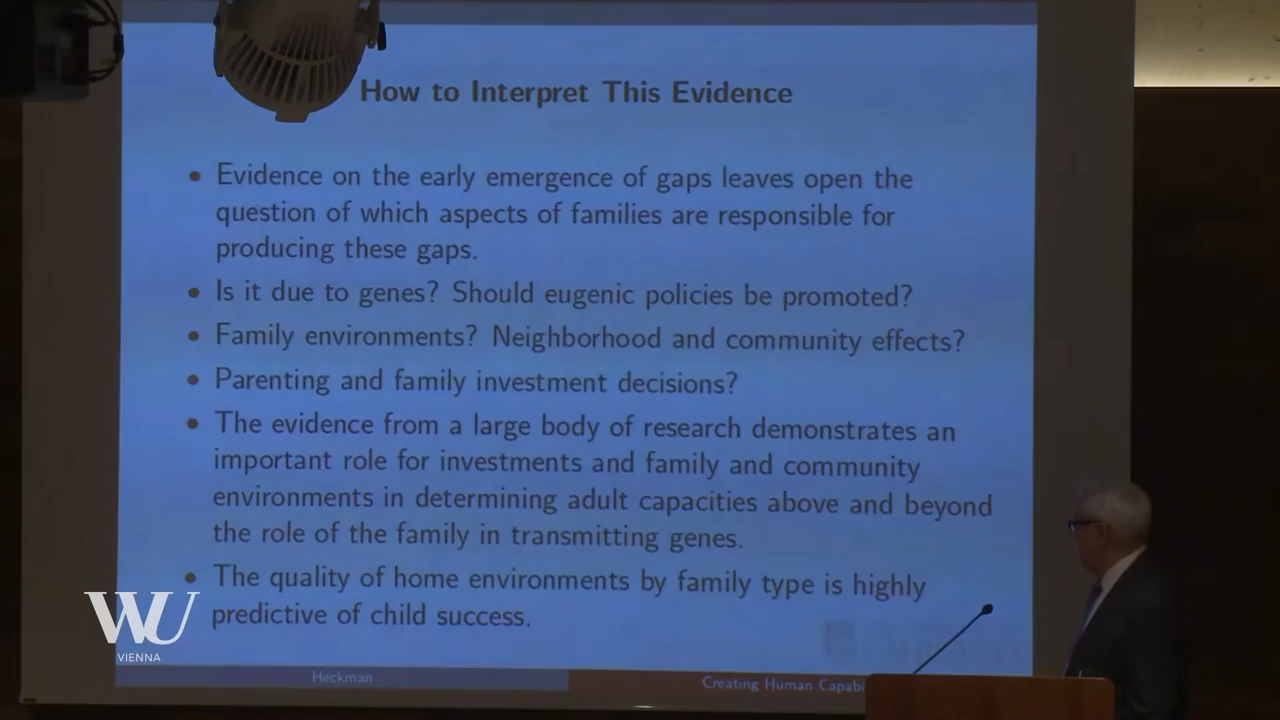 How to Interpret This Evidence
• Evidence on the early emergence of gaps leaves open the
question of which aspects of families are responsible for
producing these gaps.
• Is it due to genes? Should eugenic policies be promoted?
• Family environments? Neighborhood and community effects?
• Parenting and family investment decisions?
• The evidence from a large body of research demonstrates an
important role for investments and family and community
environments in determining adult capacities above and beyond
the role of the family in transmitting genes.
• The quality of home environments by family type is highly
predictive of child success.
WU
VIENNA
Heckman
Creating Human Capabi